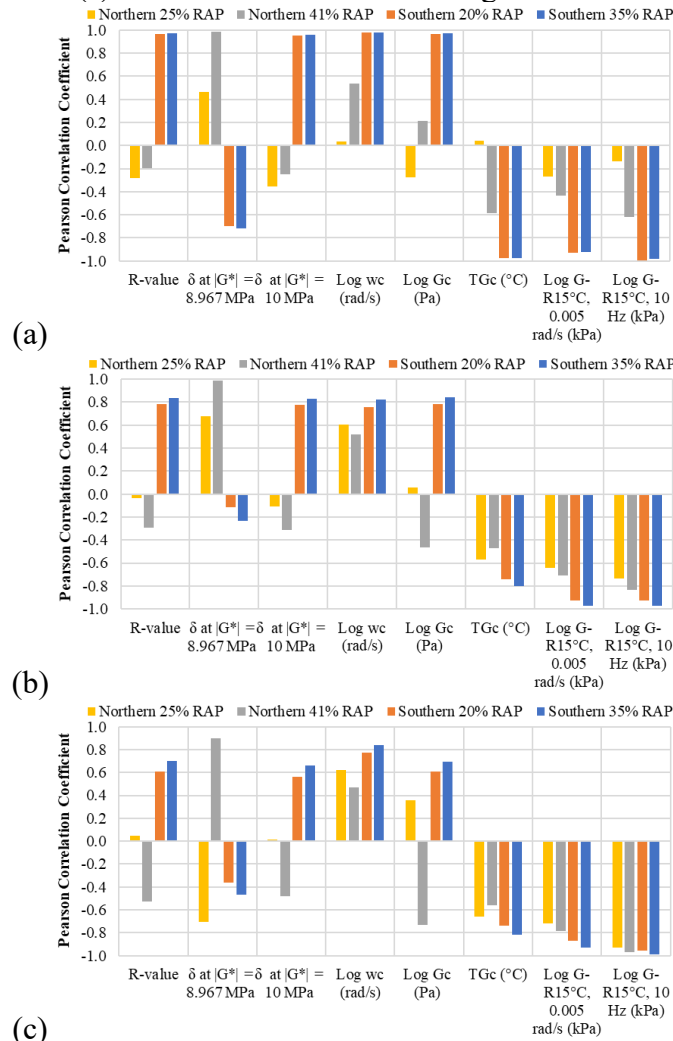 Northern 25% RAP Northern 41% RAP Southern 20% RAP Southern 35% RAP
Pearson Correlation Coefficient
1.0
0.8
0.6
0.4
0.2
0.0
-0.2
-0.4
-0.6
-0.8
-1.0
R-value δ at |G*| = δ at |G*| = Log wc Log Gc TGc (°C) Log G- Log G-
8.967 MPa 10 MPa (rad/s) (Pa) R15°C, R15°C, 10
0.005 Hz (kPa)
rad/s (kPa)
(a)
Northern 25% RAP Northern 41% RAP Southern 20% RAP Southern 35% RAP
Pearson Correlation Coefficient
1.0
0.8
0.6
0.4
0.2
0.0
-0.2
-0.4
-0.6
-0.8
-1.0
R-value δ at |G*| = δ at |G*| = Log wc Log Gc TGc (°C) Log G- Log G-
8.967 MPa 10 MPa (rad/s) (Pa) R15°C, R15°C, 10
0.005 Hz (kPa)
rad/s (kPa)
(b)
Northern 25% RAP Northern 41% RAP Southern 20% RAP Southern 35% RAP
Pearson Correlation Coefficient
1.0
0.8
0.6
0.4
0.2
0.0
-0.2
-0.4
-0.6
-0.8
-1.0
R-value δ at |G*| = δ at |G*| = Log wc Log Gc TGc (°C) Log G- Log G-
8.967 MPa 10 MPa (rad/s) (Pa) R15°C, R15°C, 10
0.005 Hz (kPa)
rad/s (kPa)
(c)